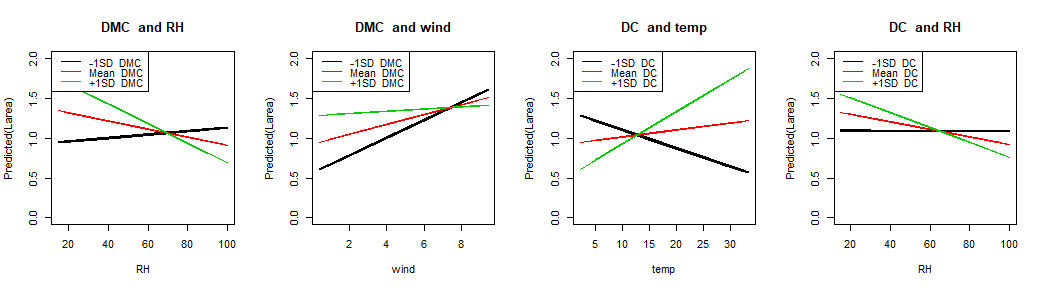 DMC and RH
Predicted(Larea)
0.0 0.5 1.0 1.5 2.0
-1SD DMC
Mean DMC
+1SD DMC
20 40 60 80 100
RH
DMC and wind
Predicted(Larea)
0.0 0.5 1.0 1.5 2.0
-1SD DMC
Mean DMC
+1SD DMC
2 4 6 8
wind
DC and temp
Predicted(Larea)
0.0 0.5 1.0 1.5 2.0
-1SD DC
Mean DC
+1SD DC
5 10 15 20 25 30
temp
DC and RH
Predicted(Larea)
0.0 0.5 1.0 1.5 2.0
-1SD DC
Mean DC
+1SD DC
20 40 60 80 100
RH